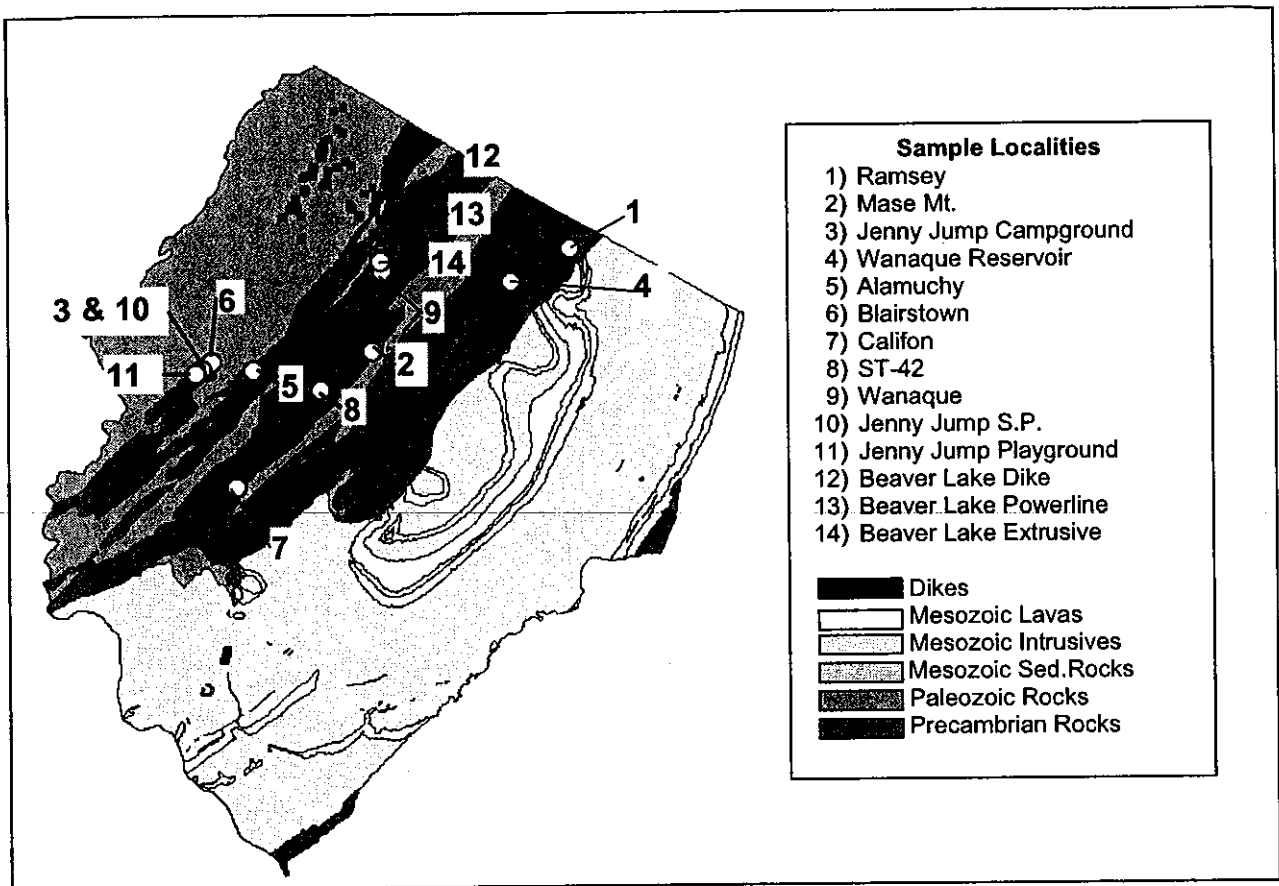 12
13
1
14
4
3 & 10
6
9
11
2
5
8
7
Sample Localities
1) Ramsey
2) Mase Mt.
3) Jenny Jump Campground
4) Wanaque Reservoir
5) Alamuchy
6) Blairstown
7) Califon
8) ST-42
9) Wanaque
10) Jenny Jump S.P.
11) Jenny Jump Playground
12) Beaver Lake Dike
13) Beaver Lake Powerline
14) Beaver Lake Extrusive
Dikes
Mesozoic Lavas
Mesozoic Intrusives
Mesozoic Sed.Rocks
Paleozoic Rocks
Precambrian Rocks